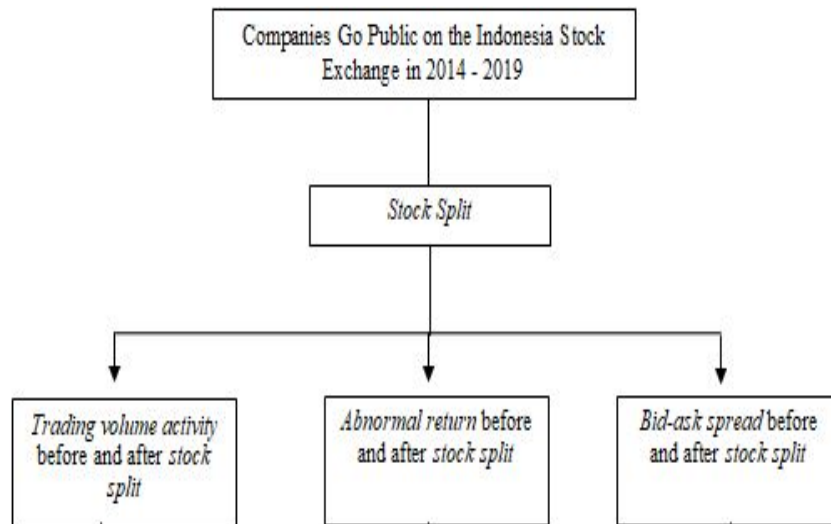 Companies Go Public on the Indonesia Stock
Exchange in 2014 - 2019
Stock Split
Trading volume activity
before and after stock
split
Abnormal return before
and after stock split
Bid-ask spread before
and after stock split